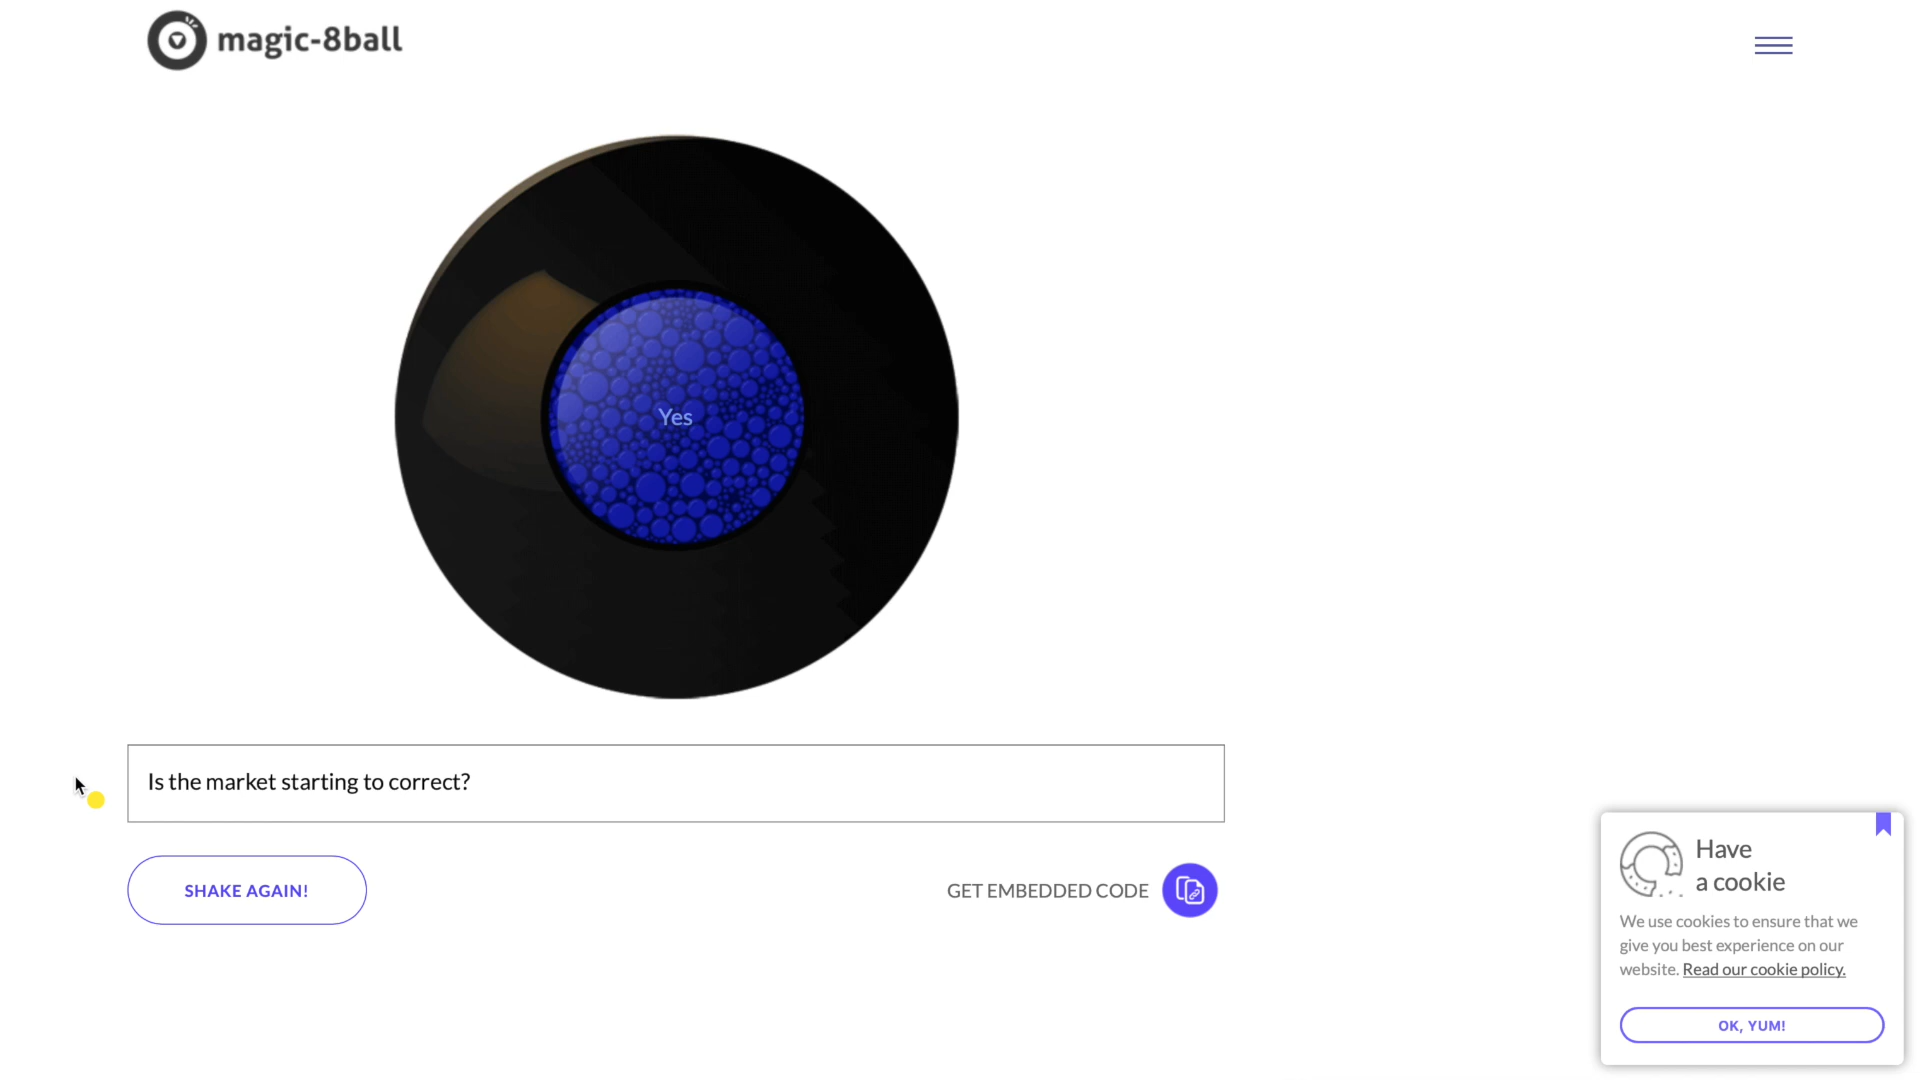 magic-8ball
Yes
Is the market starting to correct?
SHAKE AGAIN!
GET EMBEDDED CODE
Have
a cookie
We use cookies to ensure that we
give you best experience on our
website. Read our cookie policy.
OK, YUM!